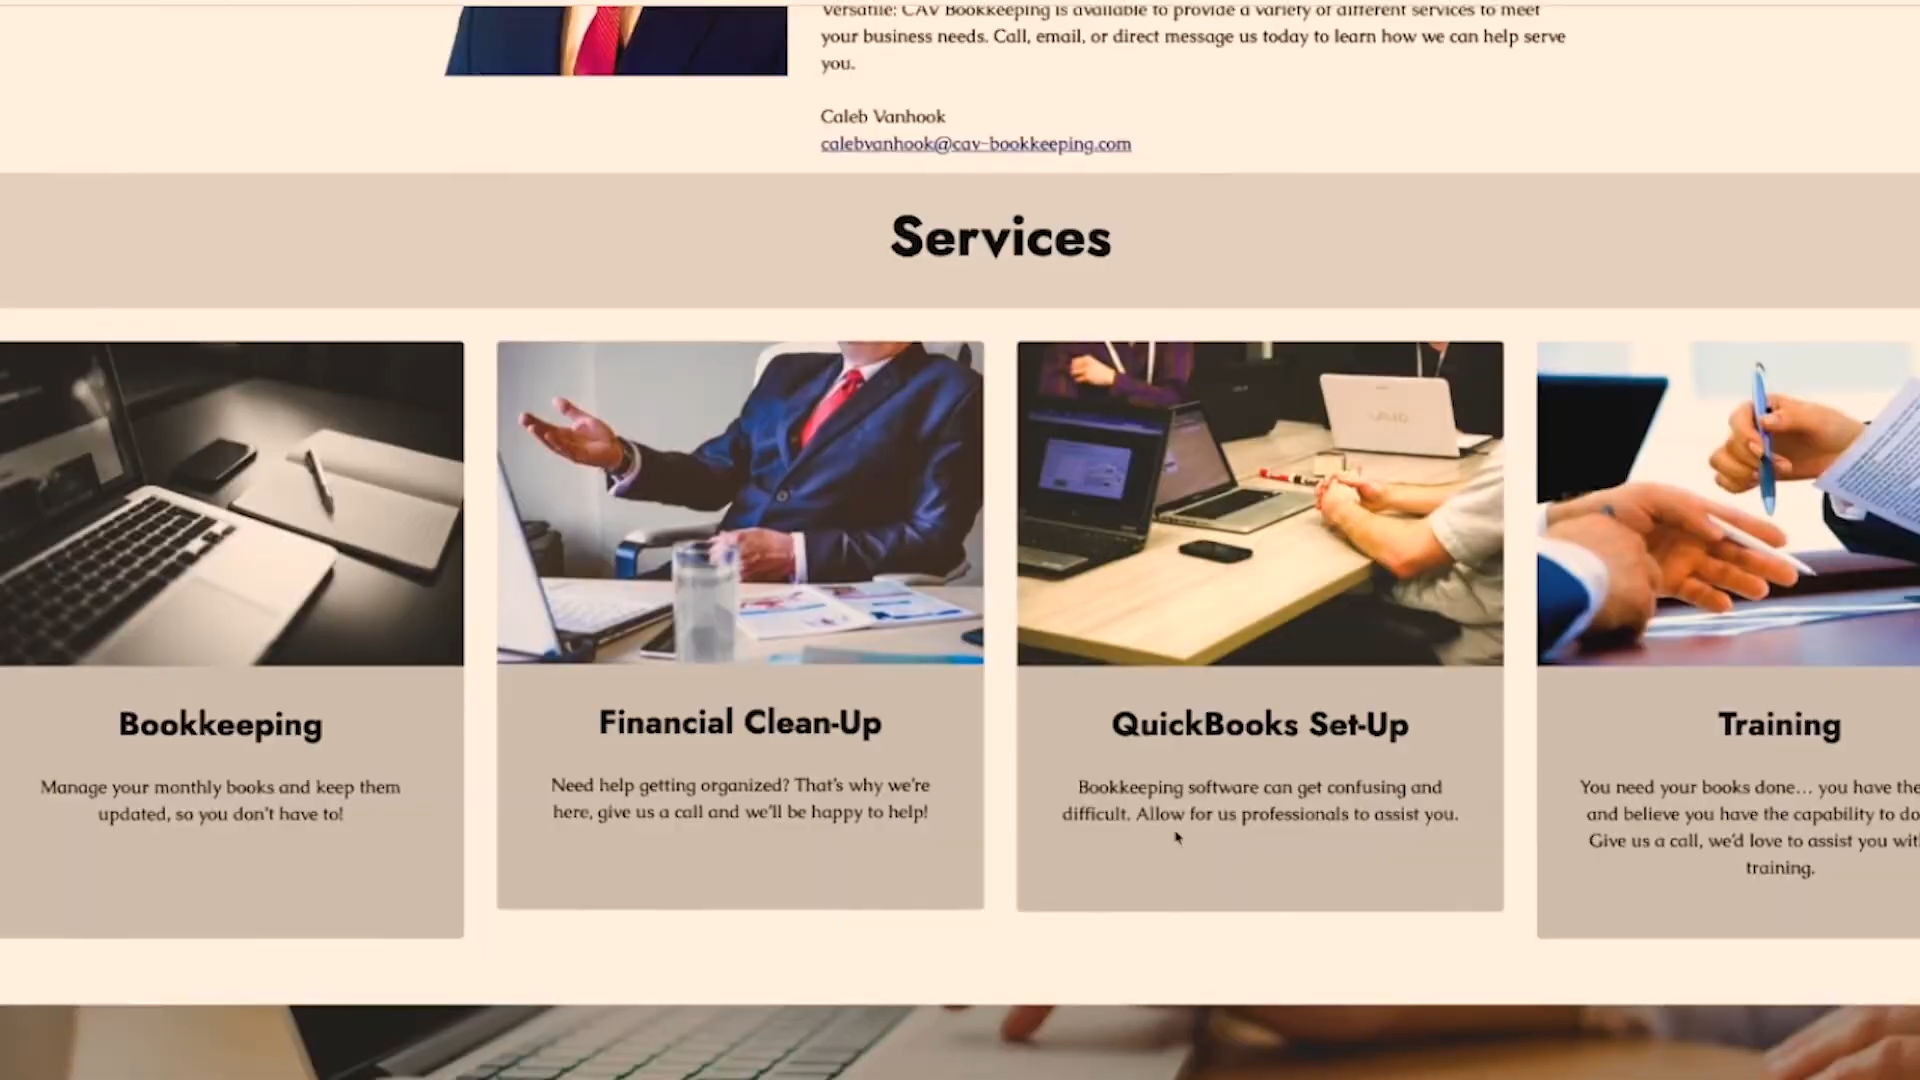 Versatile: CAV Bookkeeping is available to provide a variety of different services to meet
your business needs. Call, email, or direct message us today to learn how we can help serve
you.
Caleb Vanhook
calebvanhook@cav-bookkeeping.com
Services
Bookkeeping
Manage your monthly books and keep them
updated, so you don't have to!
Financial Clean-Up
Need help getting organized? That's why we're
here, give us a call and we'll be happy to help!
VAIO
QuickBooks Set-Up
Bookkeeping software can get confusing and
difficult. Allow for us professionals to assist you.
Training
You need your books done... you have the
and believe you have the capability to do
Give us a call, we'd love to assist you
training.